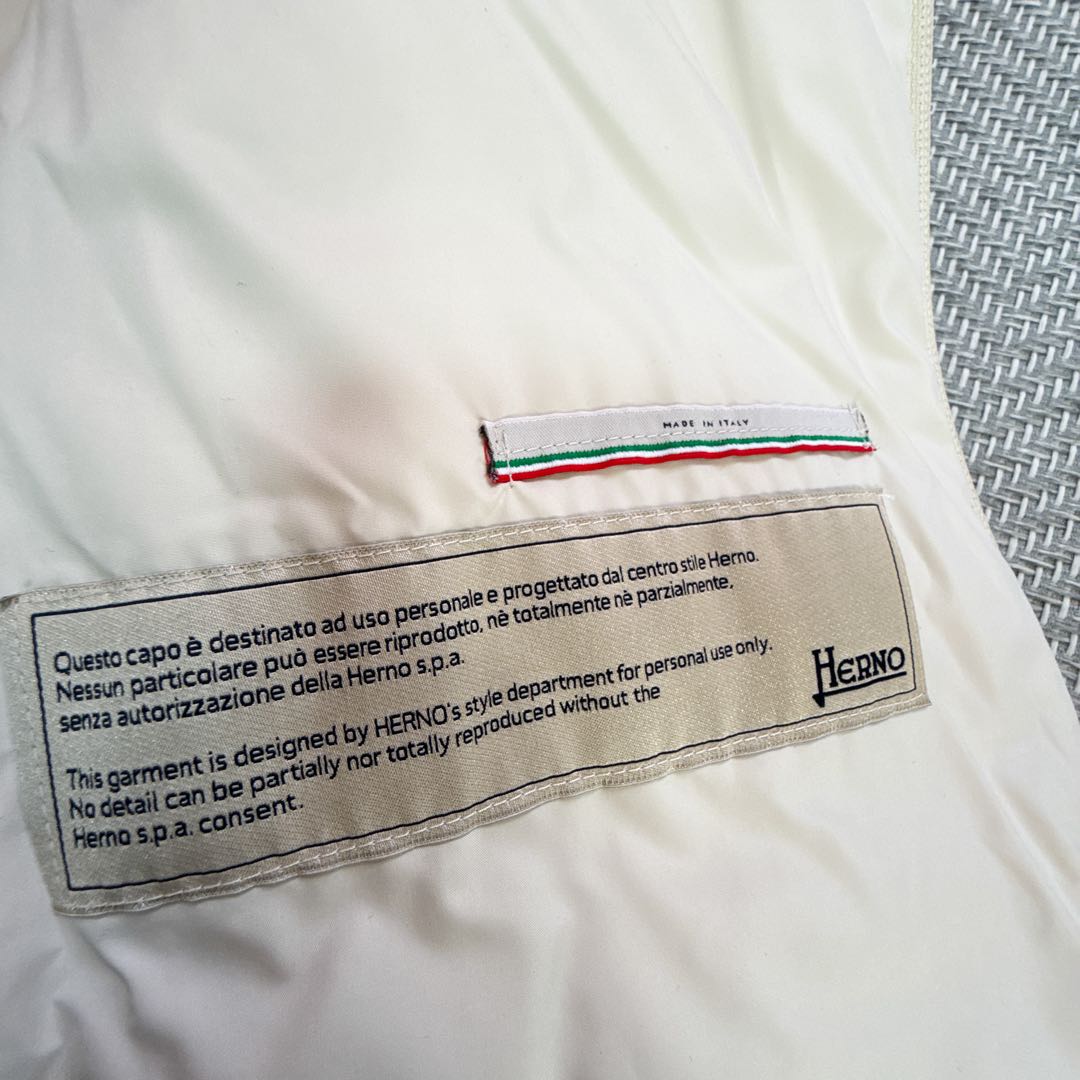 MADE IN ITALY
Questo capo è destinato ad uso personale e progettato dal centro stile Herno.
Nessun particolare può essere riprodotto, nè totalmente nè parzialmente,
senza autorizzazione della Herno s.p.a.
This garment is designed by HERNO's style department for personal use only.
No detail can be partially nor totally reproduced without the
Herno s.p.a. consent.
HERNO